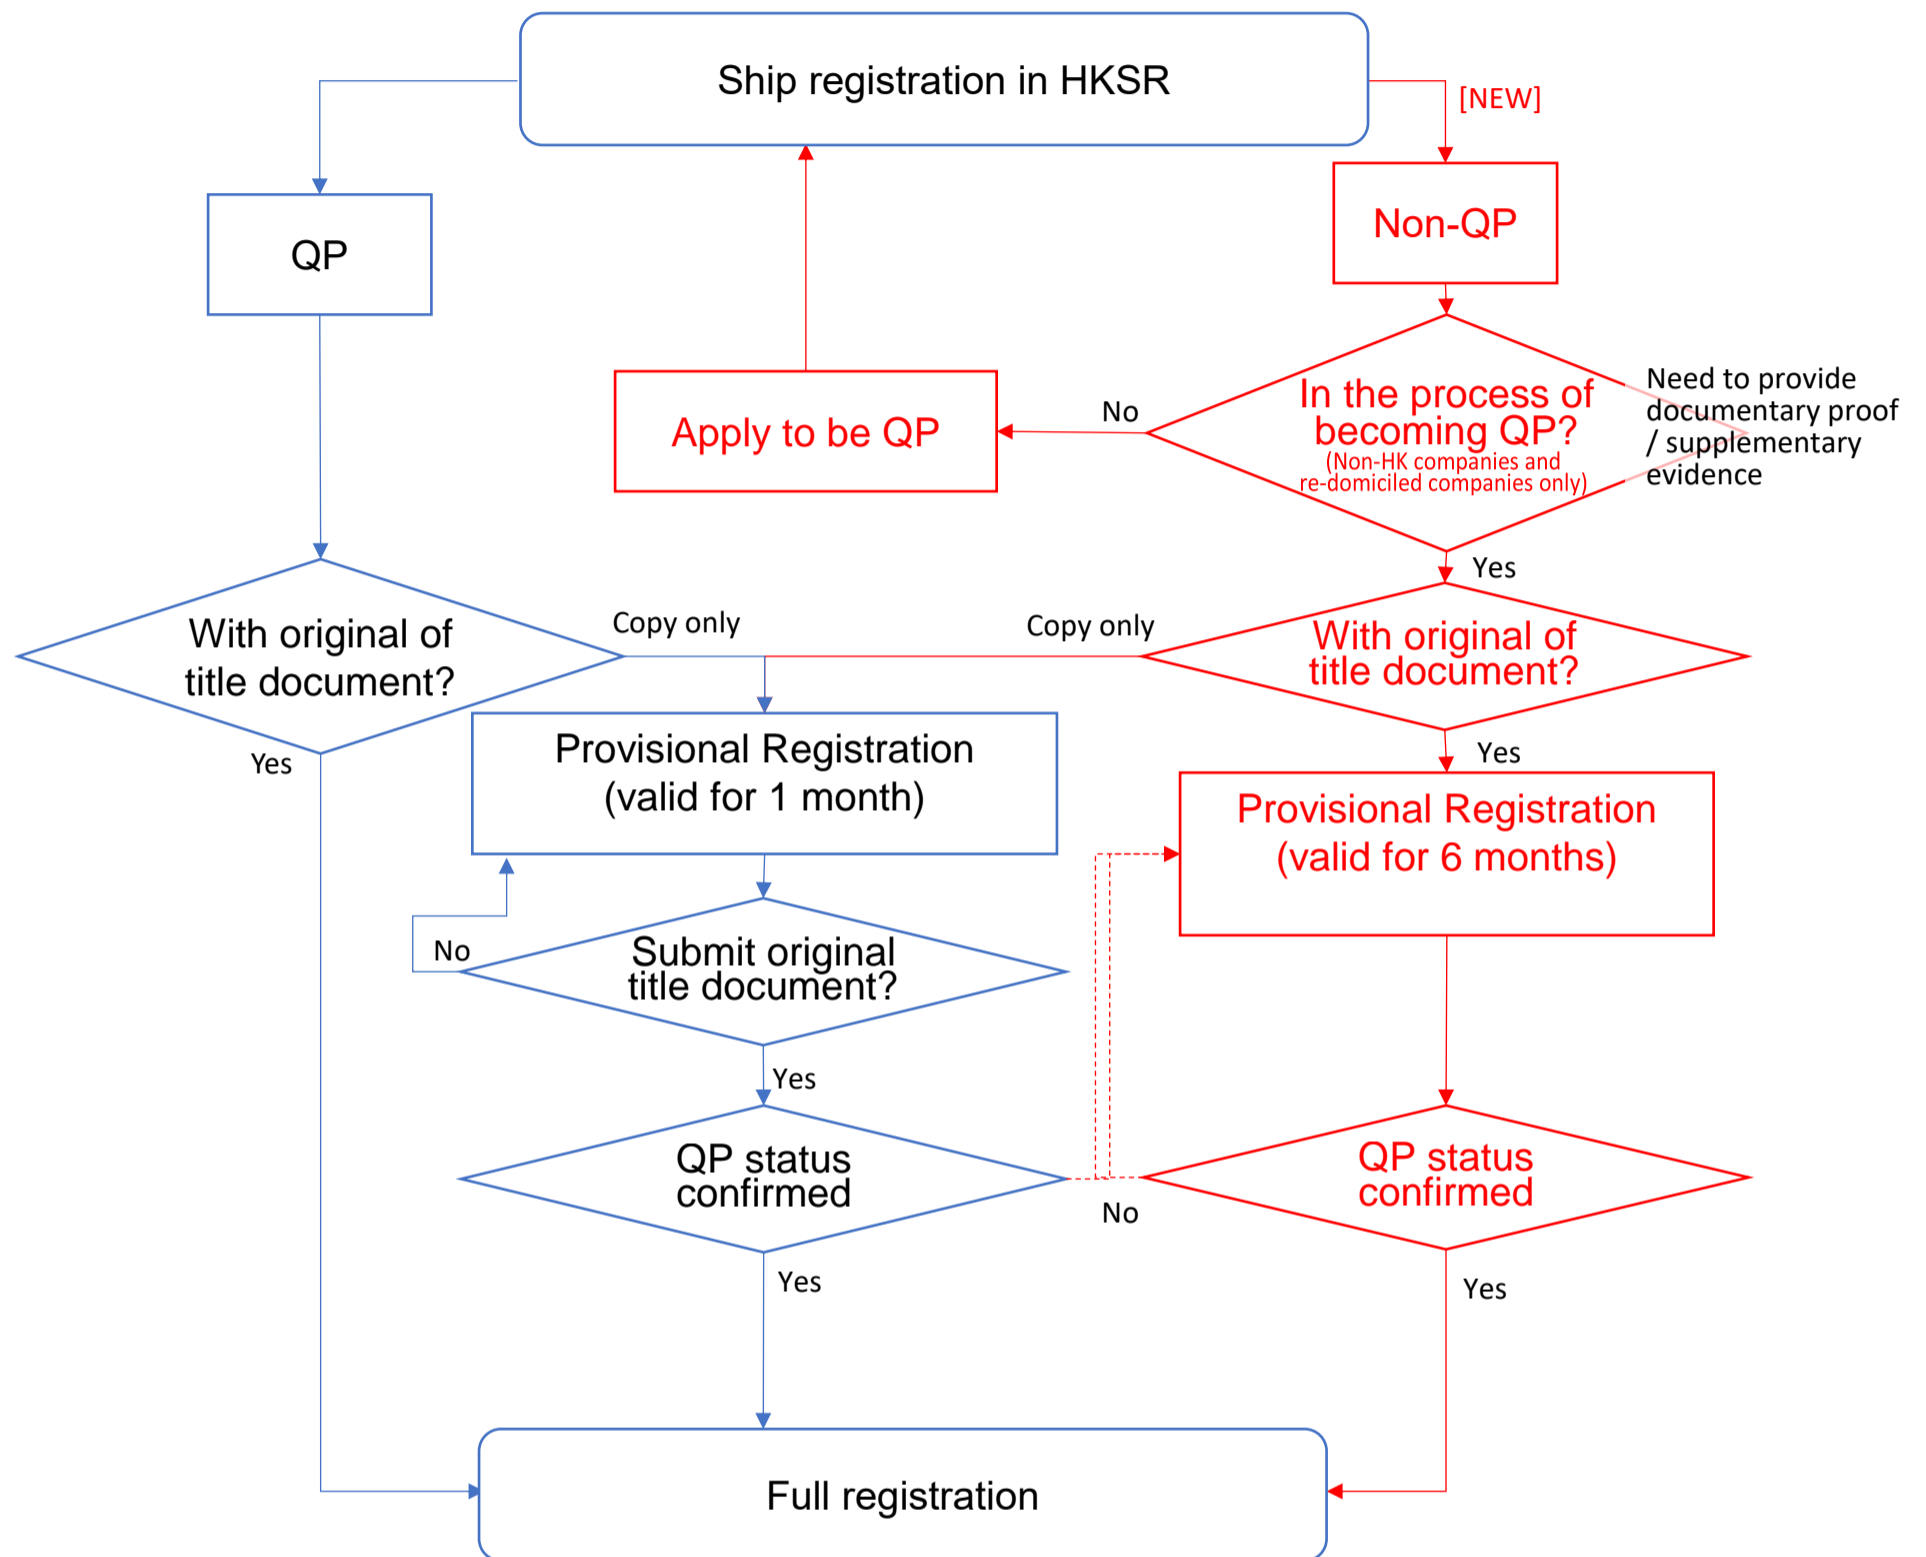 Ship registration in HKSR
[NEW]
QP
Non-QP
In the process of
becoming QP?
(Non-HK companies and
re-domiciled companies only)
Need to provide
documentary proof
/ supplementary
evidence
No
Apply to be QP
Yes
With original of
title document?
Copy only
Copy only
With original of
title document?
Yes
Provisional Registration
(valid for 1 month)
Yes
Provisional Registration
(valid for 6 months)
No
Submit original
title document?
Yes
QP status
confirmed
No
QP status
confirmed
Yes
Yes
Full registration